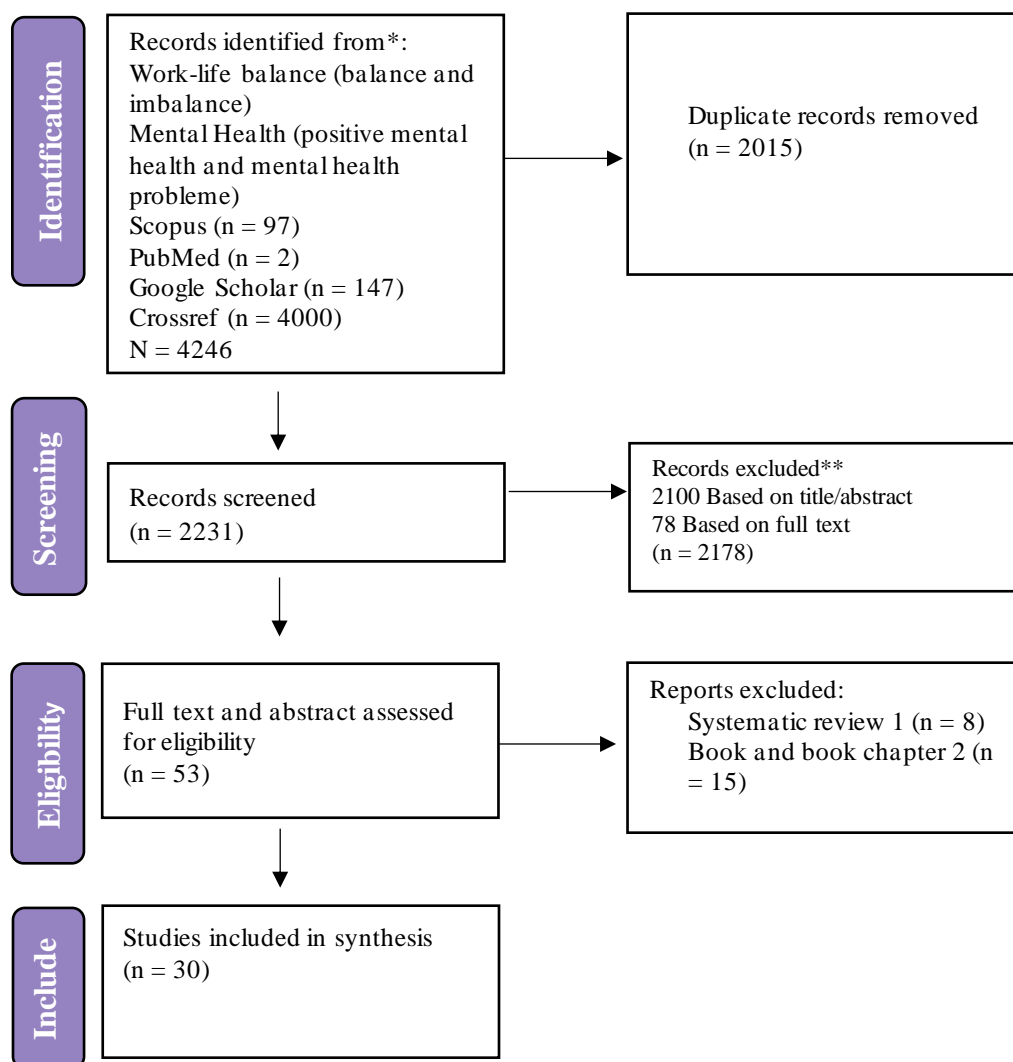 Identification
Records identified from*:
Work-life balance (balance and
imbalance)
Mental Health (positive mental
health and mental health
probleme)
Scopus (n = 97)
PubMed (n = 2)
Google Scholar (n = 147)
Crossref (n = 4000)
N = 4246
Duplicate records removed
(n = 2015)
Screening
Records screened
(n = 2231)
Records excluded**
2100 Based on title/abstract
78 Based on full text
(n = 2178)
Eligibility
Full text and abstract assessed
for eligibility
(n = 53)
Reports excluded:
Systematic review 1 (n = 8)
Book and book chapter 2 (n
= 15)
Include
Studies included in synthesis
(n = 30)